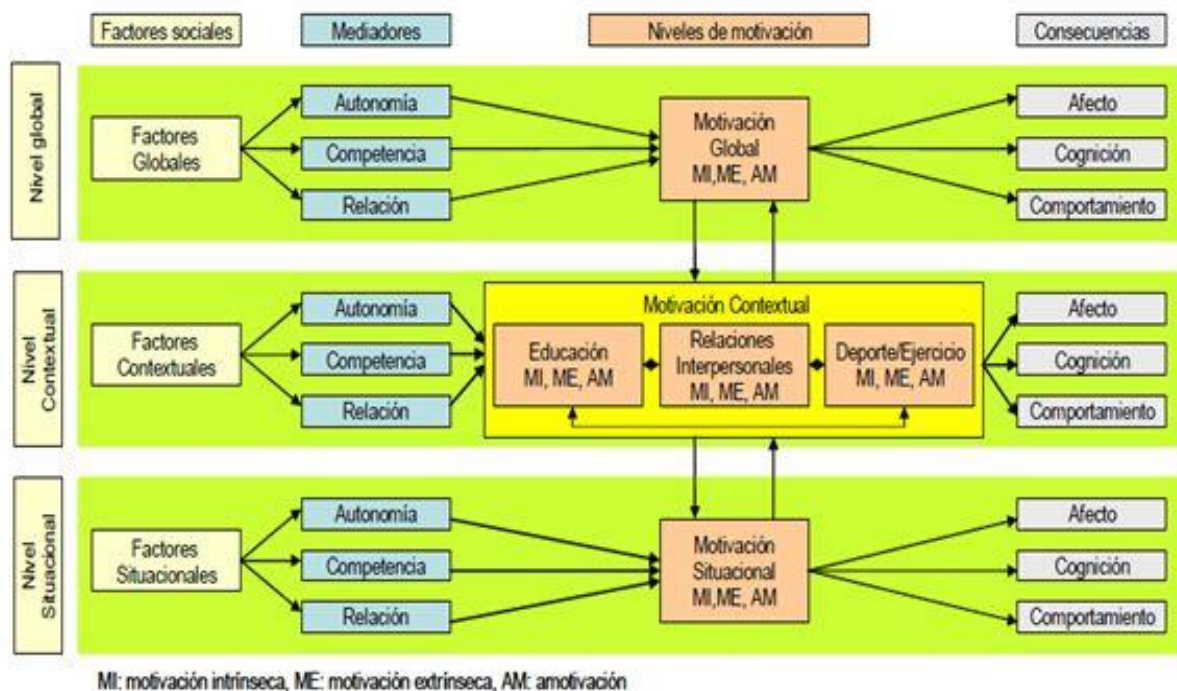 Factores sociales
Mediadores
Niveles de motivación
Consecuencias
Nivel global
Factores
Globales
Autonomía
Competencia
Relación
Motivación
Global
MI,ME, AM
Afecto
Cognición
Comportamiento
Nivel
Contextual
Factores
Contextuales
Autonomía
Competencia
Relación
Motivación Contextual
Educación
MI, ME, AM
Relaciones
Interpersonales
MI, ME, AM
Deporte/Ejercicio
MI, ME, AM
Afecto
Cognición
Comportamiento
Nivel
Situacional
Factores
Situacionales
Autonomía
Competencia
Relación
Motivación
Situacional
MI,ME, AM
Afecto
Cognición
Comportamiento
MI: motivación intrínseca, ME: motivación extrínseca, AM: amotivación